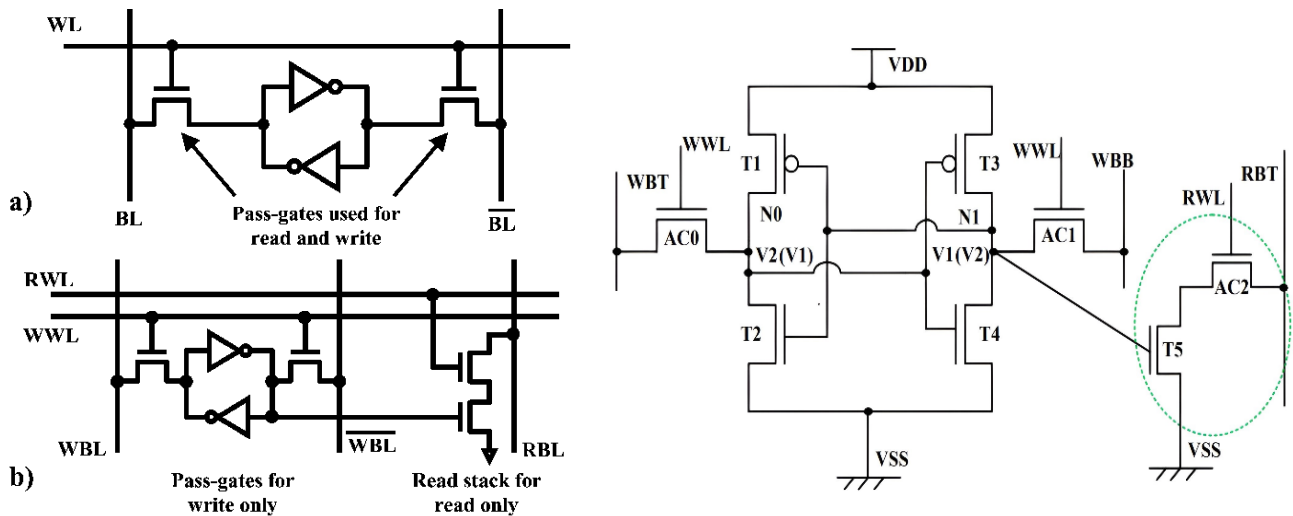 WL
a)
BL
Pass-gates used for
read and write
BL
RWL
WWL
WBL
WBL
RBL
b)
Pass-gates for
write only
Read stack for
read only
VDD
WWL
T1
T3
WWL
WBT
RBT
RWL
WBB
N0
N1
AC0
V2(V1)
V1(V2)
AC1
AC2
T2
T4
T5
VSS
VSS